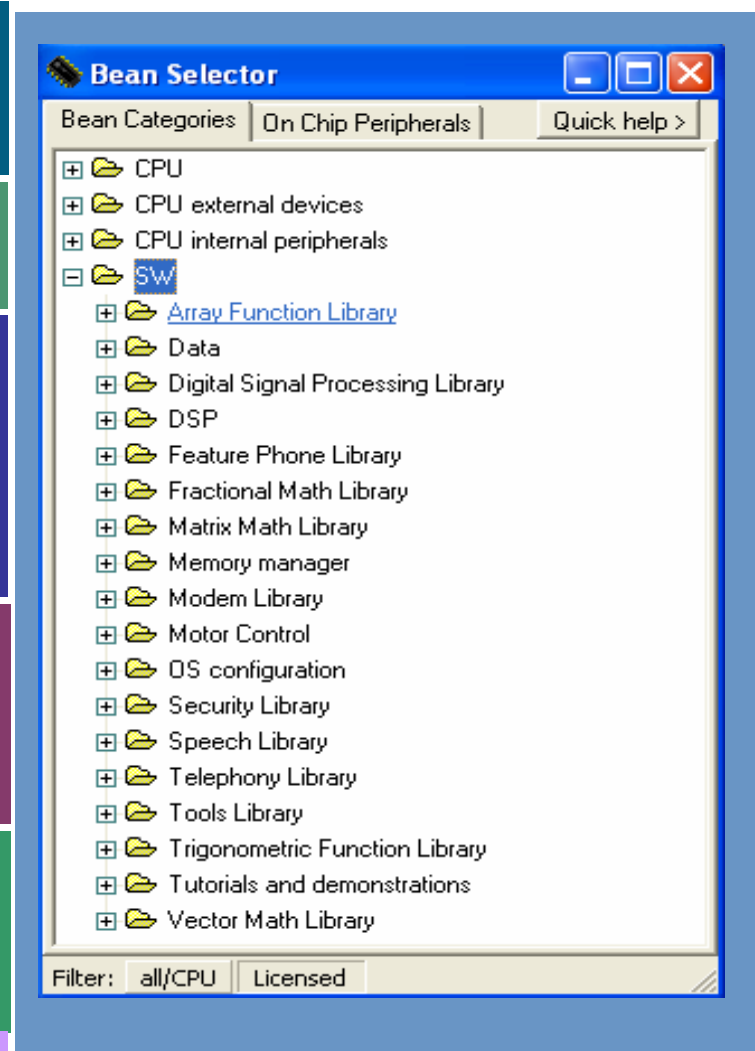 Bean Selector
Bean Categories On Chip Peripherals Quick help >
CPU
CPU external devices
CPU internal peripherals
SW
Array Function Library
Data
Digital Signal Processing Library
DSP
Feature Phone Library
Fractional Math Library
Matrix Math Library
Memory manager
Modem Library
Motor Control
OS configuration
Security Library
Speech Library
Telephony Library
Tools Library
Trigonometric Function Library
Tutorials and demonstrations
Vector Math Library
Filter: all/CPU Licensed